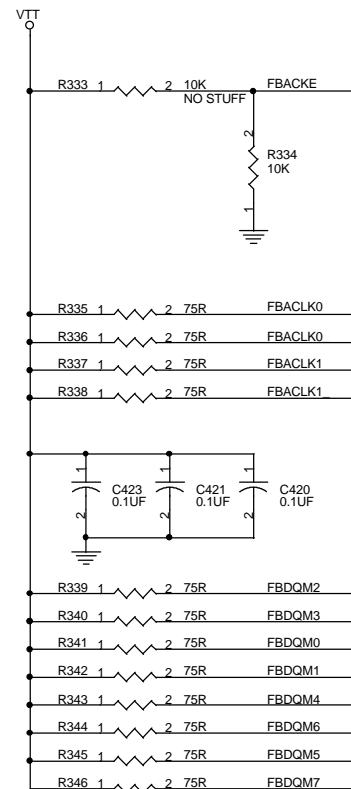 VTT
R333 1 2 10K FBACKE
NO STUFF
2
R334
10K
1
R335 1 2 75R FBACLK0
R336 1 2 75R FBACLK0
R337 1 2 75R FBACLK1
R338 1 2 75R FBACLK1_
1 1 1
C423 C421 C420
0.1UF 0.1UF 0.1UF
2 2 2
R339 1 2 75R FBDQM2
R340 1 2 75R FBDQM3
R341 1 2 75R FBDQM0
R342 1 2 75R FBDQM1
R343 1 2 75R FBDQM4
R344 1 2 75R FBDQM6
R345 1 2 75R FBDQM5
R346 1 2 75R FBDQM7